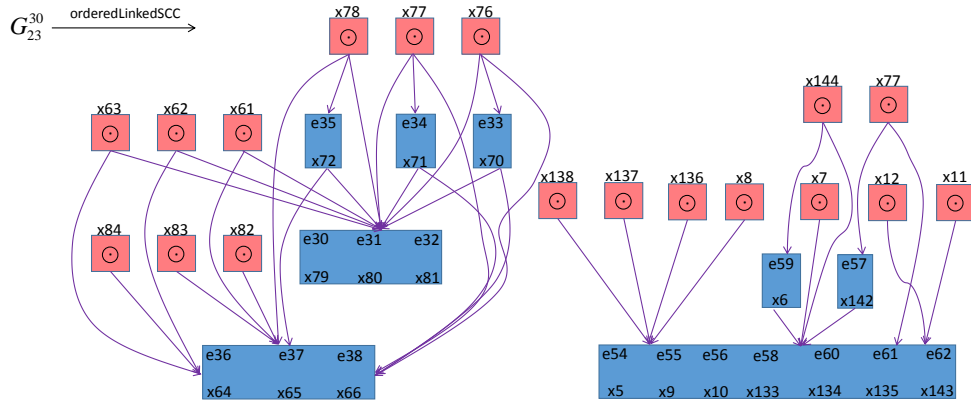 G_{23}^{30} orderedLinkedSCC
x78 x77 x76
x144 x77
x63 x62 x61
e35 e34 e33
x72 x71 x70
x138 x137 x136 x8 x7 x12 x11
x84 x83 x82
e30 e31 e32
x79 x80 x81
e59 e57
x6 x142
e36 e37 e38
x64 x65 x66
e54 e55 e56 e58 e60 e61 e62
x5 x9 x10 x133 x134 x135 x143